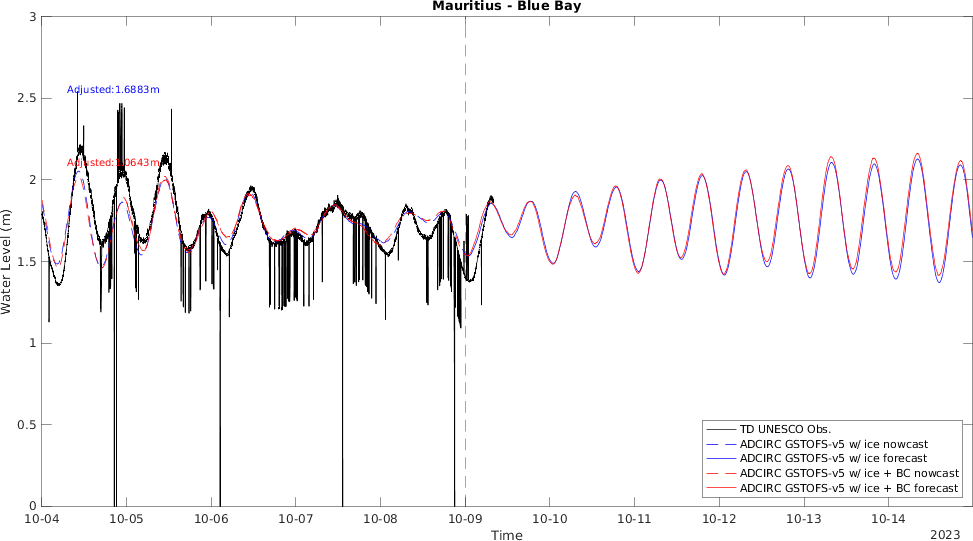 Mauritius - Blue Bay
3
2.5
2
1.5
1
0.5
0
Water Level (m)
Adjusted:1.6883m
Adjusted:1.0643m
TD UNESCO Obs.
ADCIRC GSTOFS-v5 w/ ice nowcast
ADCIRC GSTOFS-v5 w/ ice forecast
ADCIRC GSTOFS-v5 w/ ice + BC nowcast
ADCIRC GSTOFS-v5 w/ ice + BC forecast
10-04 10-05 10-06 10-07 10-08 10-09 10-10 10-11 10-12 10-13 10-14
Time
2023